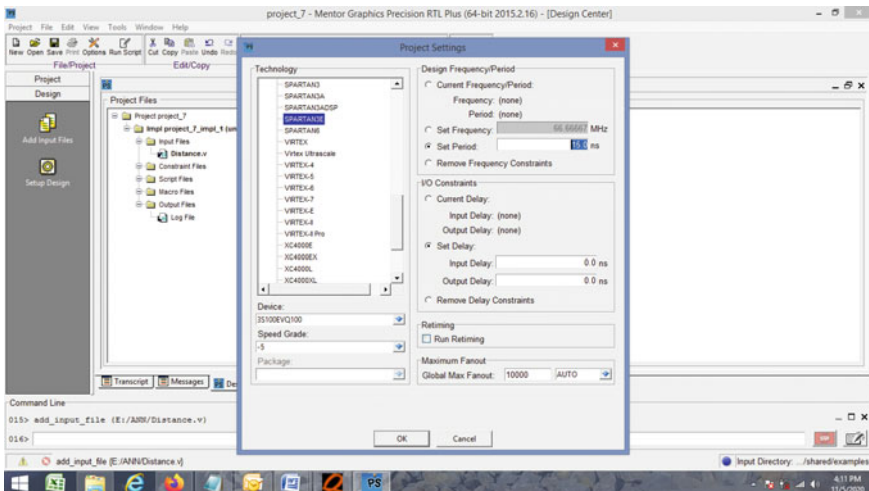 project_7 - Mentor Graphics Precision RTL Plus (64-bit 2015.2.16) - [Design Center]
Project File Edit View Tools Window Help
New Open Save Print Options Run Script Cut Copy Paste Undo
File/Project Edit/Copy
Project
Design
Add Input Files
Setup Design
Project Files
Project project_7
Impl project_7_impl_1
Input Files
Distance.v
Constraint Files
Script Files
Macro Files
Output Files
Log File
Project Settings
Technology
SPARTAN3
SPARTAN3A
SPARTAN3ADSP
SPARTAN3E
SPARTAN6
VIRTEX
Virtex Ultrascale
VIRTEX-4
VIRTEX-5
VIRTEX-6
VIRTEX-7
VIRTEX-E
VIRTEX-II
VIRTEX-II Pro
XC4000E
XC4000EX
XC4000L
XC4000XL
Device:
3S100EVQ100
Speed Grade:
-5
Package:
Design Frequency/Period
Current Frequency/Period:
Frequency: (none)
Period: (none)
Set Frequency: 66.66667 MHz
Set Period: 15.0 ns
Remove Frequency Constraints
I/O Constraints
Current Delay:
Input Delay: (none)
Output Delay: (none)
Set Delay:
Input Delay: 0.0 ns
Output Delay: 0.0 ns
Remove Delay Constraints
Retiming
Run Retiming
Maximum Fanout
Global Max Fanout: 10000 AUTO
OK Cancel
Transcript Messages De
Command Line
015> add_input_file {E:/ANN/Distance.v}
016>
add_input_file {E:/ANN/Distance.v}
Input Directory: .../shared/examples
PS
4:11 PM
11/5/2020